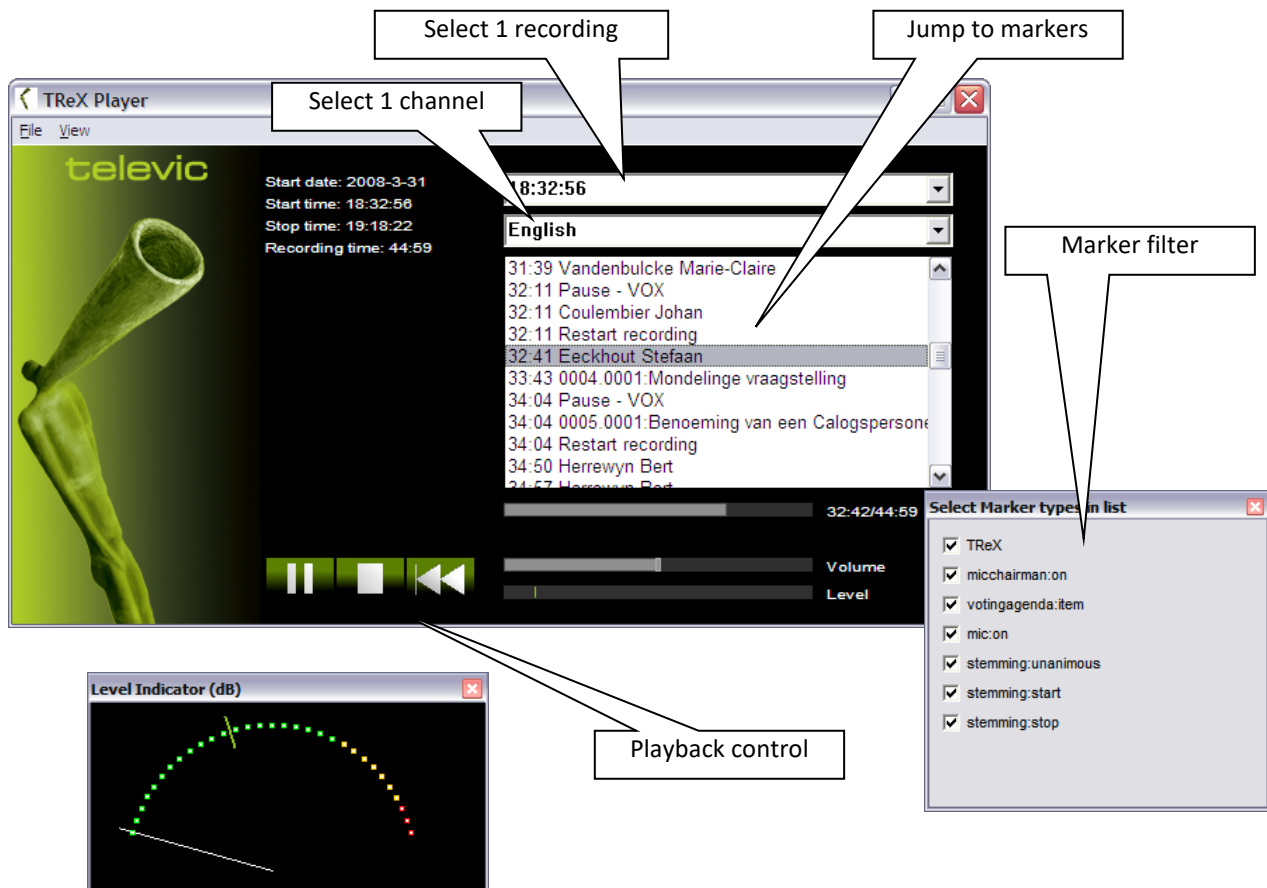 Select 1 recording
Jump to markers
TReX Player
Select 1 channel
File View
televic
Start date: 2008-3-31
Start time: 18:32:56
Stop time: 19:18:22
Recording time: 44:59
18:32:56
English
Marker filter
31:39 Vandenbulcke Marie-Claire
32:11 Pause - VOX
32:11 Coulembier Johan
32:11 Restart recording
32:41 Eeckhout Stefaan
33:43 0004.0001:Mondelinge vraagstelling
34:04 Pause - VOX
34:04 0005.0001:Benoeming van een Calogspersone
34:04 Restart recording
34:50 Herrewyn Bert
34:57 Herrewyn Bert
32:42/44:59
Volume
Level
Select Marker types in list
TReX
micchairman:on
votingagenda:item
mic:on
stemming:unanimous
stemming:start
stemming:stop
Level Indicator (dB)
Playback control